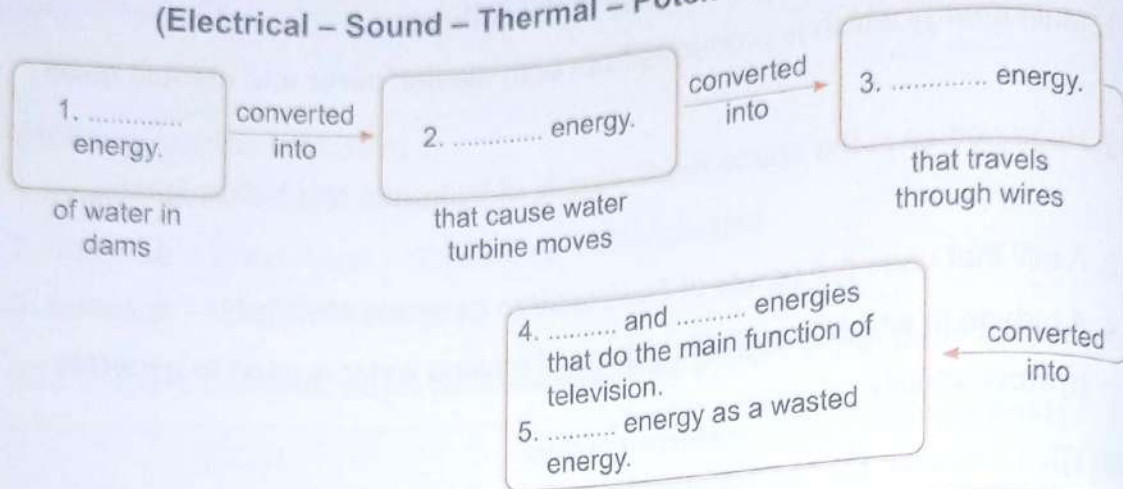 (Electrical – Sound – Thermal –
1. ............
energy.
of water in
dams
converted
into
2. ............ energy.
that cause water
turbine moves
converted
into
3. ............. energy.
that travels
through wires
converted
into
4. .......... and .......... energies
that do the main function of
television.
5. .......... energy as a wasted
energy.